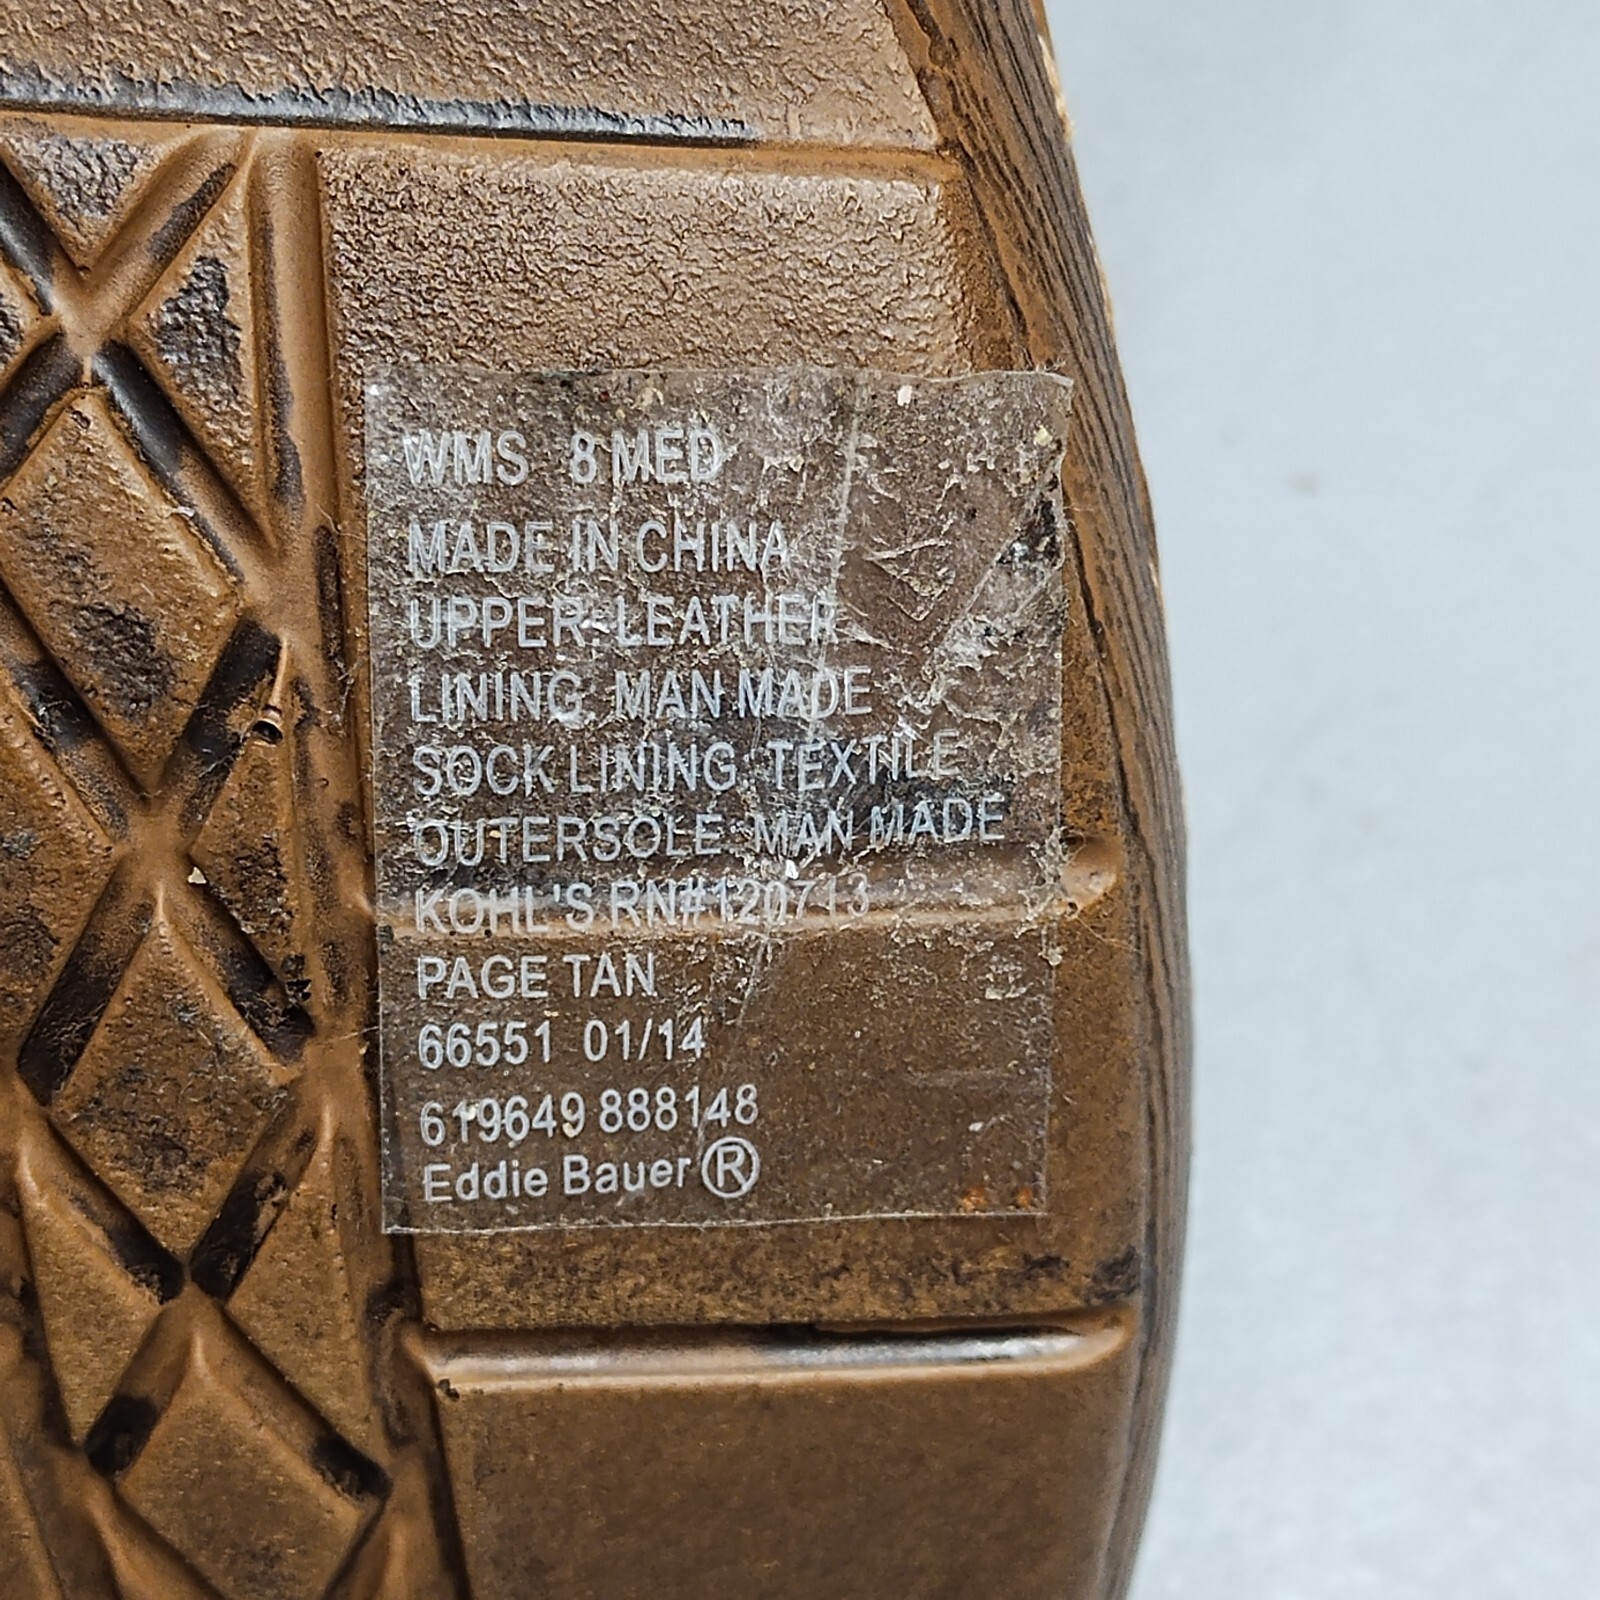 WMS 8 MED
MADE IN CHINA
UPPER: LEATHER
LINING: MAN MADE
SOCK LINING: TEXTILE
OUTERSOLE: MAN MADE
KOHL'S RN#120713
PAGE TAN
66551 01/14
619649 888148
Eddie Bauer®